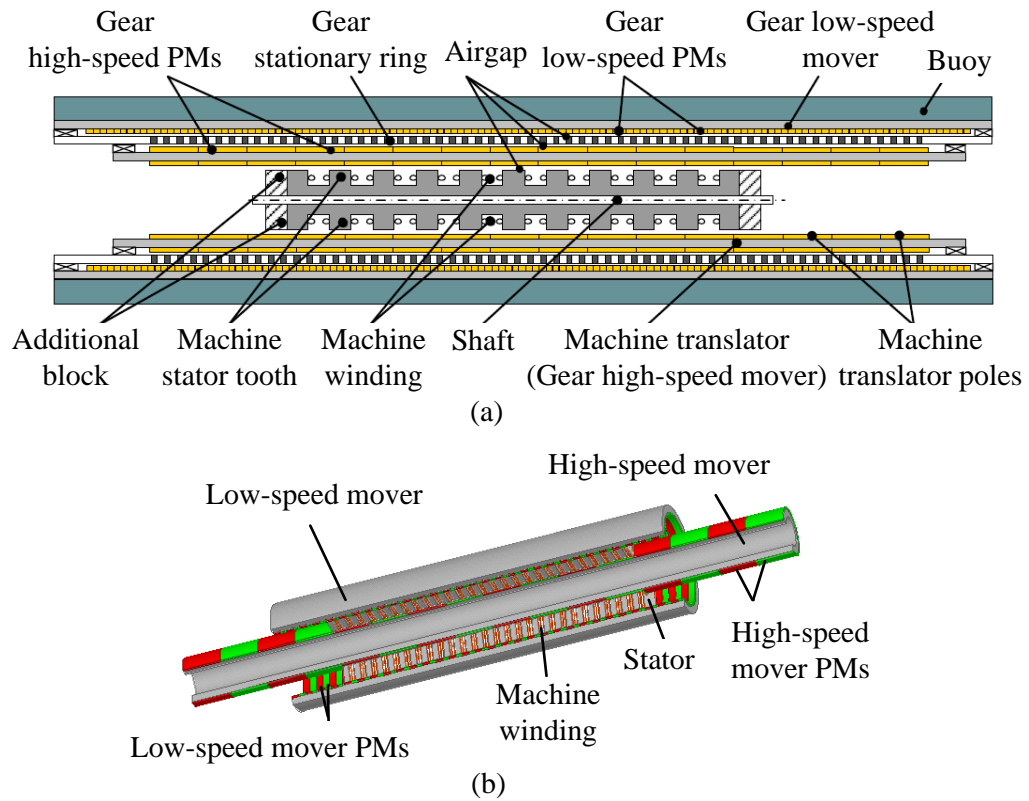 Gear
high-speed PMs
Gear
stationary ring
Airgap
Gear
low-speed PMs
Gear low-speed
mover
Buoy
Additional
block
Machine
stator tooth
Machine
winding
Shaft
Machine translator
(Gear high-speed mover)
Machine
translator poles
(a)
High-speed mover
Low-speed mover
High-speed
mover PMs
Stator
Machine
winding
Low-speed mover PMs
(b)